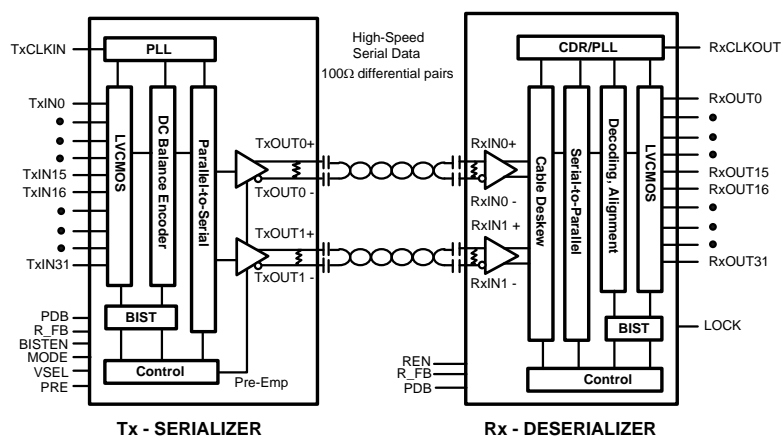 TxCLKIN
PLL
High-Speed
Serial Data
100Ω differential pairs
CDR/PLL
RxCLKOUT
TxIN0
TxIN15
TxIN16
TxIN31
LVCMOS
DC Balance Encoder
Parallel-to-Serial
TxOUT0+
TxOUT0 -
TxOUT1+
TxOUT1 -
RxIN0+
RxIN0 -
RxIN1 +
RxIN1 -
Cable Deskew
Serial-to-Parallel
Decoding, Alignment
LVCMOS
RxOUT0
RxOUT15
RxOUT16
RxOUT31
PDB
R_FB
BISTEN
MODE
VSEL
PRE
BIST
Control
Pre-Emp
REN
R_FB
PDB
BIST
Control
LOCK
Tx - SERIALIZER
Rx - DESERIALIZER